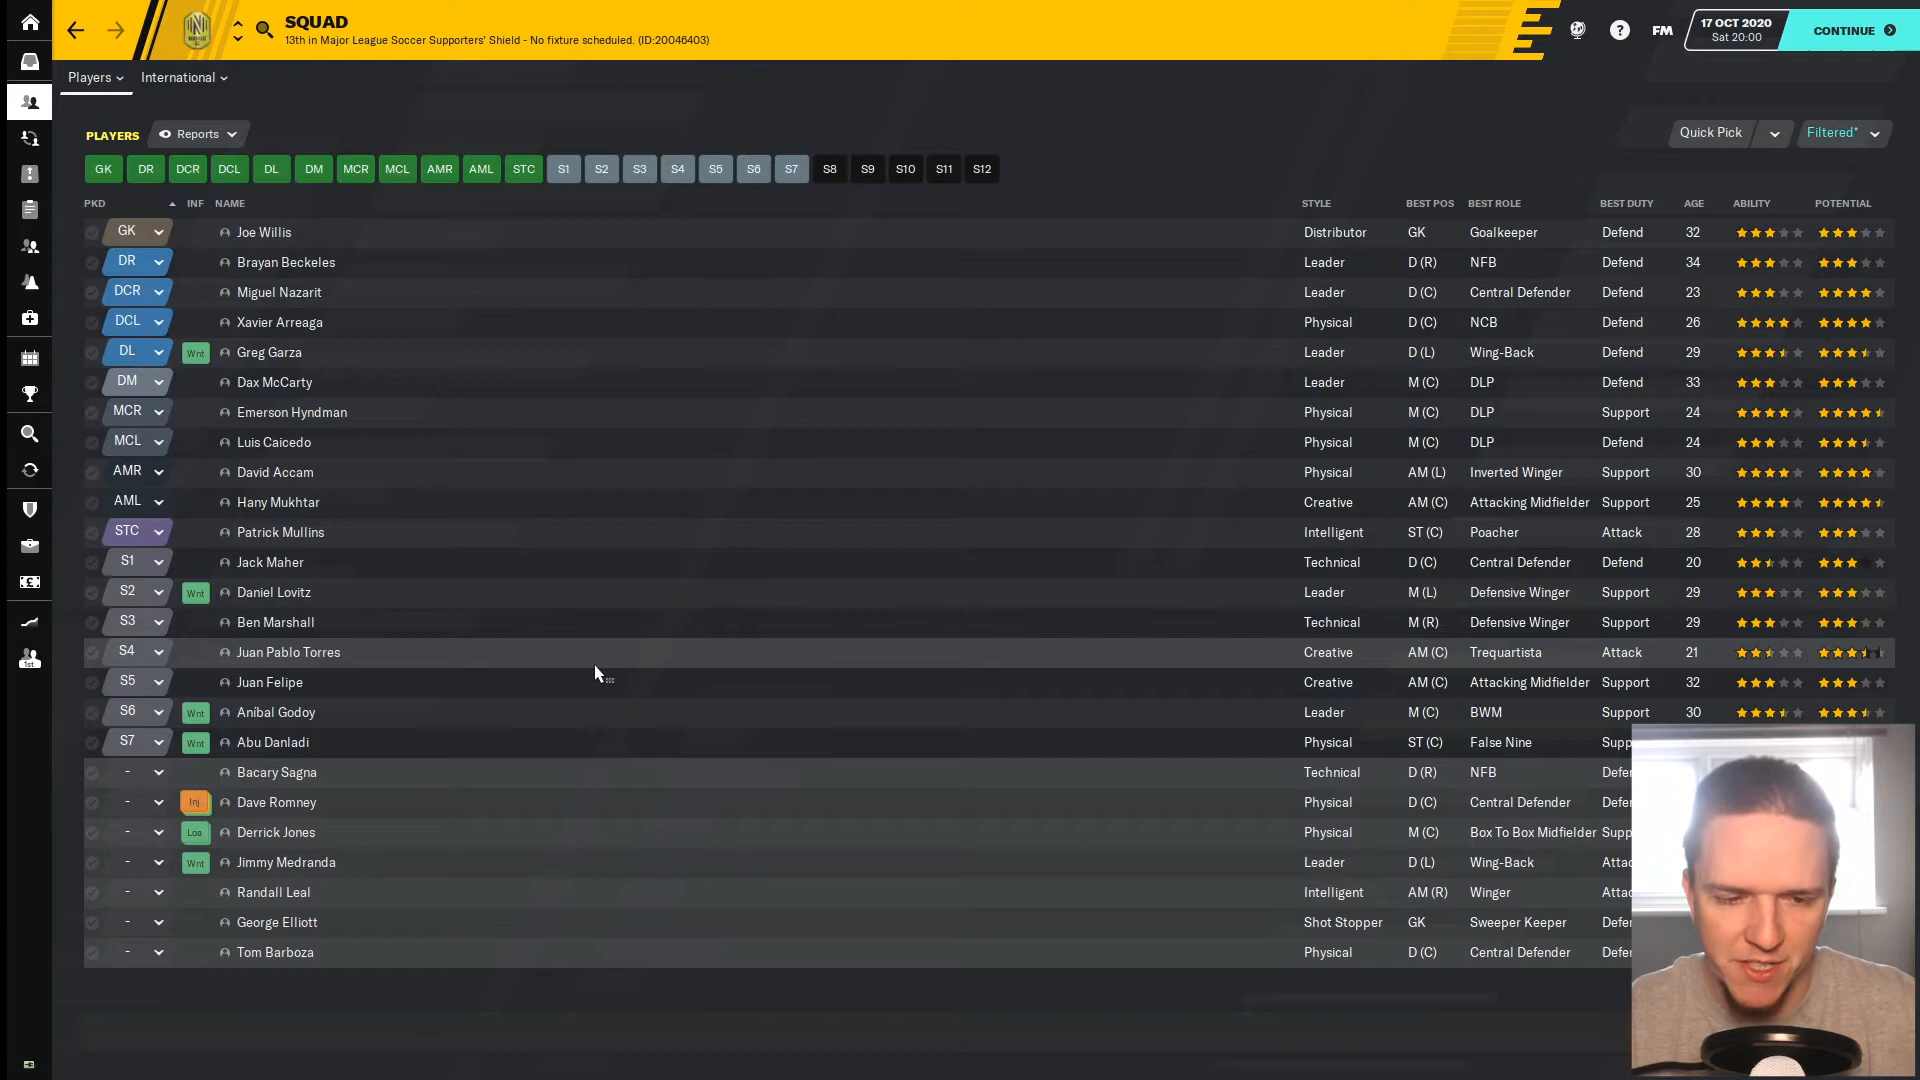 SQUAD
13th in Major League Soccer Supporters' Shield - No fixture scheduled. (ID:20046403)
? FM 17 OCT 2020 Sat 20:00 CONTINUE
Players International
PLAYERS Reports Quick Pick Filtered*
GK DR DCR DCL DL DM MCR MCL AMR AML STC S1 S2 S3 S4 S5 S6 S7 S8 S9 S10 S11 S12
PKD INF NAME STYLE BEST POS BEST ROLE BEST DUTY AGE ABILITY POTENTIAL
GK Joe Willis Distributor GK Goalkeeper Defend 32
DR Brayan Beckeles Leader D (R) NFB Defend 34
DCR Miguel Nazarit Leader D (C) Central Defender Defend 23
DCL Xavier Arreaga Physical D (C) NCB Defend 26
DL Wnt Greg Garza Leader D (L) Wing-Back Defend 29
DM Dax McCarty Leader M (C) DLP Defend 33
MCR Emerson Hyndman Physical M (C) DLP Support 24
MCL Luis Caicedo Physical M (C) DLP Defend 24
AMR David Accam Physical AM (L) Inverted Winger Support 30
AML Hany Mukhtar Creative AM (C) Attacking Midfielder Support 25
STC Patrick Mullins Intelligent ST (C) Poacher Attack 28
S1 Jack Maher Technical D (C) Central Defender Defend 20
S2 Wnt Daniel Lovitz Leader M (L) Defensive Winger Support 29
S3 Ben Marshall Technical M (R) Defensive Winger Support 29
S4 Juan Pablo Torres Creative AM (C) Trequartista Attack 21
S5 Juan Felipe Creative AM (C) Attacking Midfielder Support 32
S6 Wnt Aníbal Godoy Leader M (C) BWM Support 30
S7 Wnt Abu Danladi Physical ST (C) False Nine Supp
- Bacary Sagna Technical D (R) NFB Defe
- Inj Dave Romney Physical D (C) Central Defender Defe
- Loa Derrick Jones Physical M (C) Box To Box Midfielder Supp
- Wnt Jimmy Medranda Leader D (L) Wing-Back Attac
- Randall Leal Intelligent AM (R) Winger Attac
- George Elliott Shot Stopper GK Sweeper Keeper Defe
- Tom Barboza Physical D (C) Central Defender Defe
1st